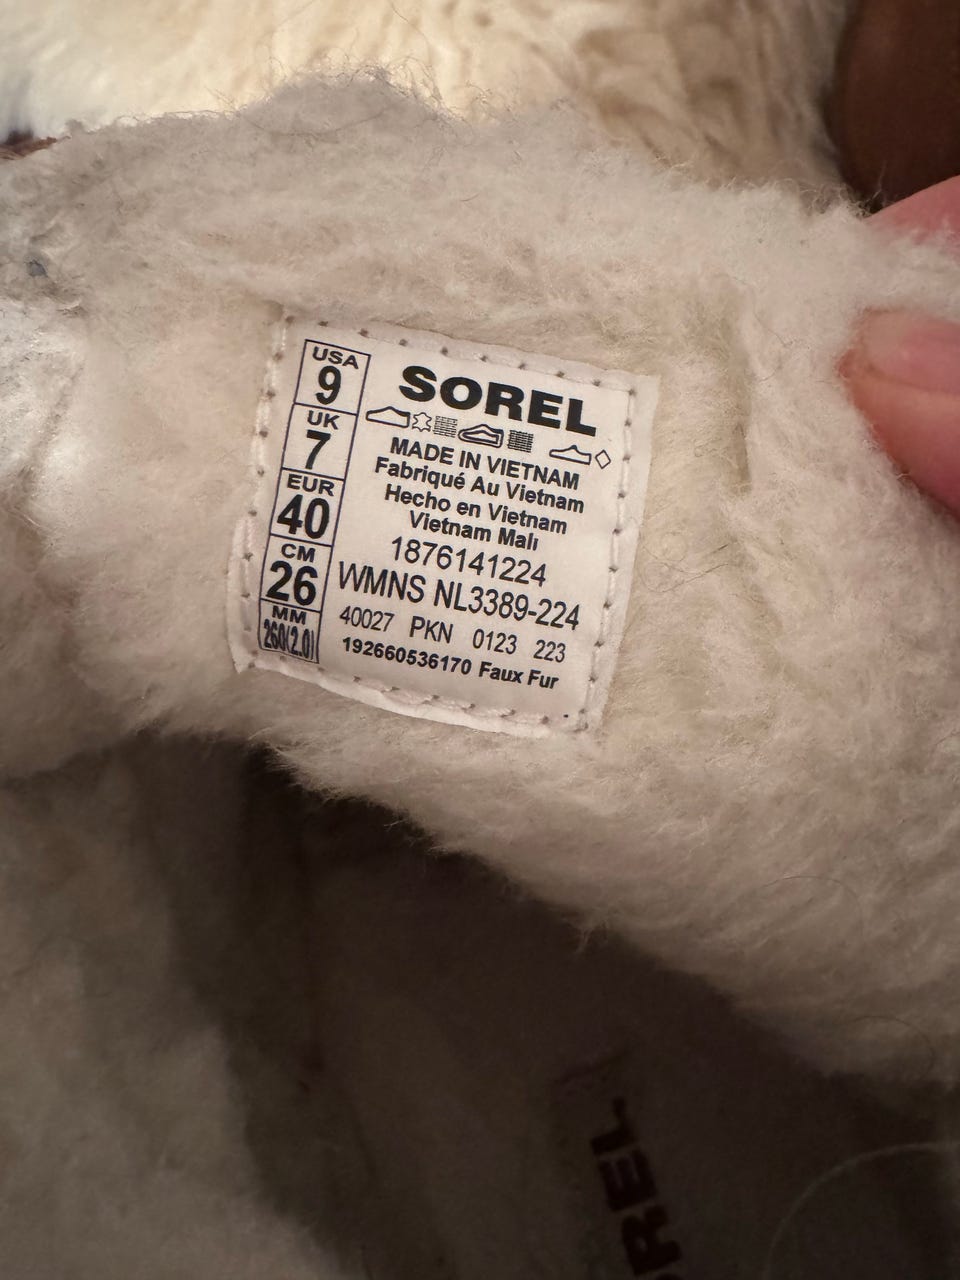 USA
9
UK
7
EUR
40
CM
26
MM
260(2.0)
SOREL
MADE IN VIETNAM
Fabriqué Au Vietnam
Hecho en Vietnam
Vietnam Malı
1876141224
WMNS NL3389-224
40027 PKN 0123 223
192660536170 Faux Fur
REL